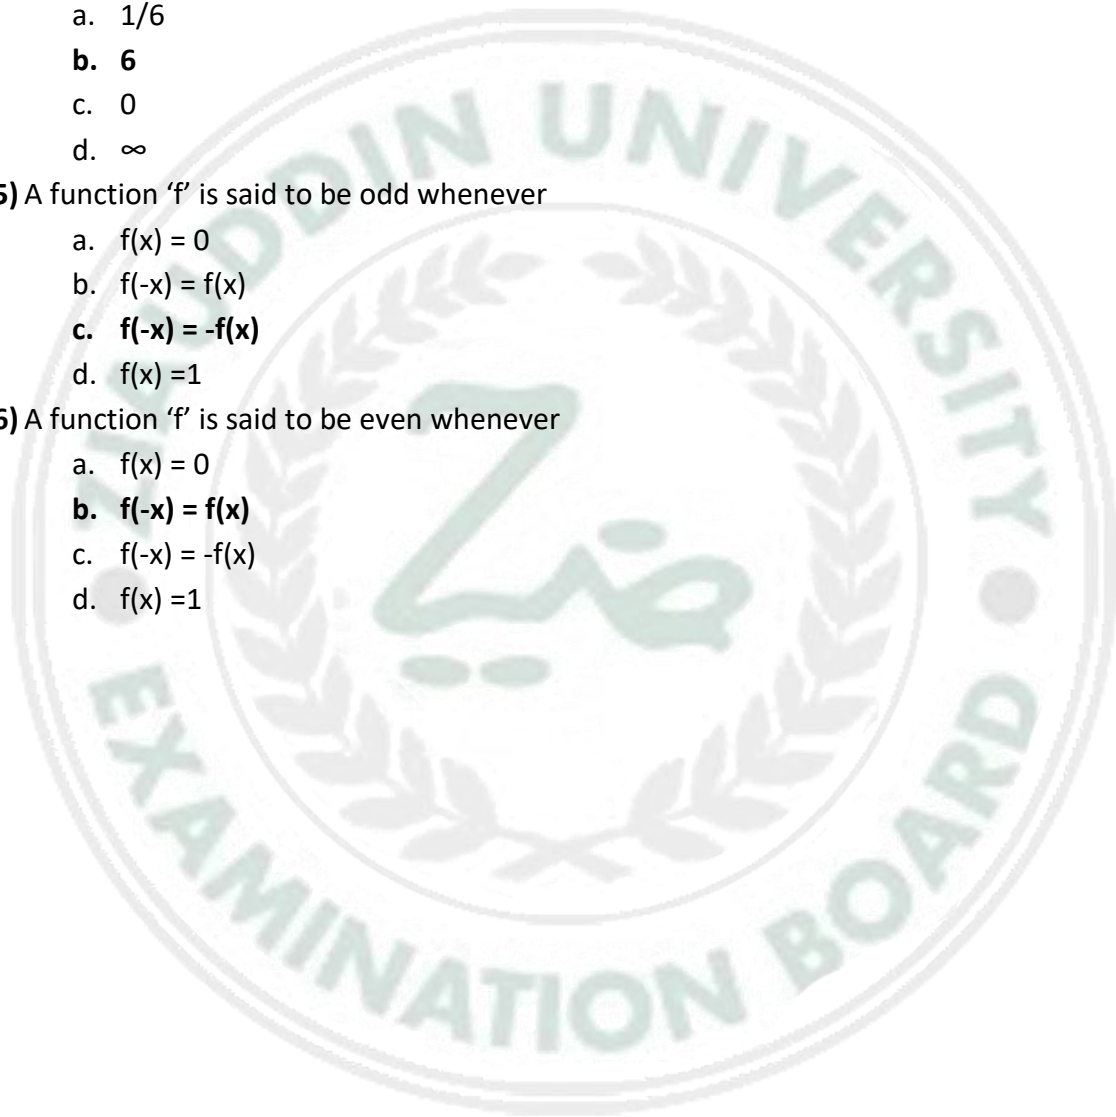 a. 1/6
b. 6
c. 0
d. ∞
5) A function ‘f’ is said to be odd whenever
a. f(x) = 0
b. f(-x) = f(x)
c. f(-x) = -f(x)
d. f(x) =1
6) A function ‘f’ is said to be even whenever
a. f(x) = 0
b. f(-x) = f(x)
c. f(-x) = -f(x)
d. f(x) =1
ZIAUDDIN UNIVERSITY
EXAMINATION BOARD